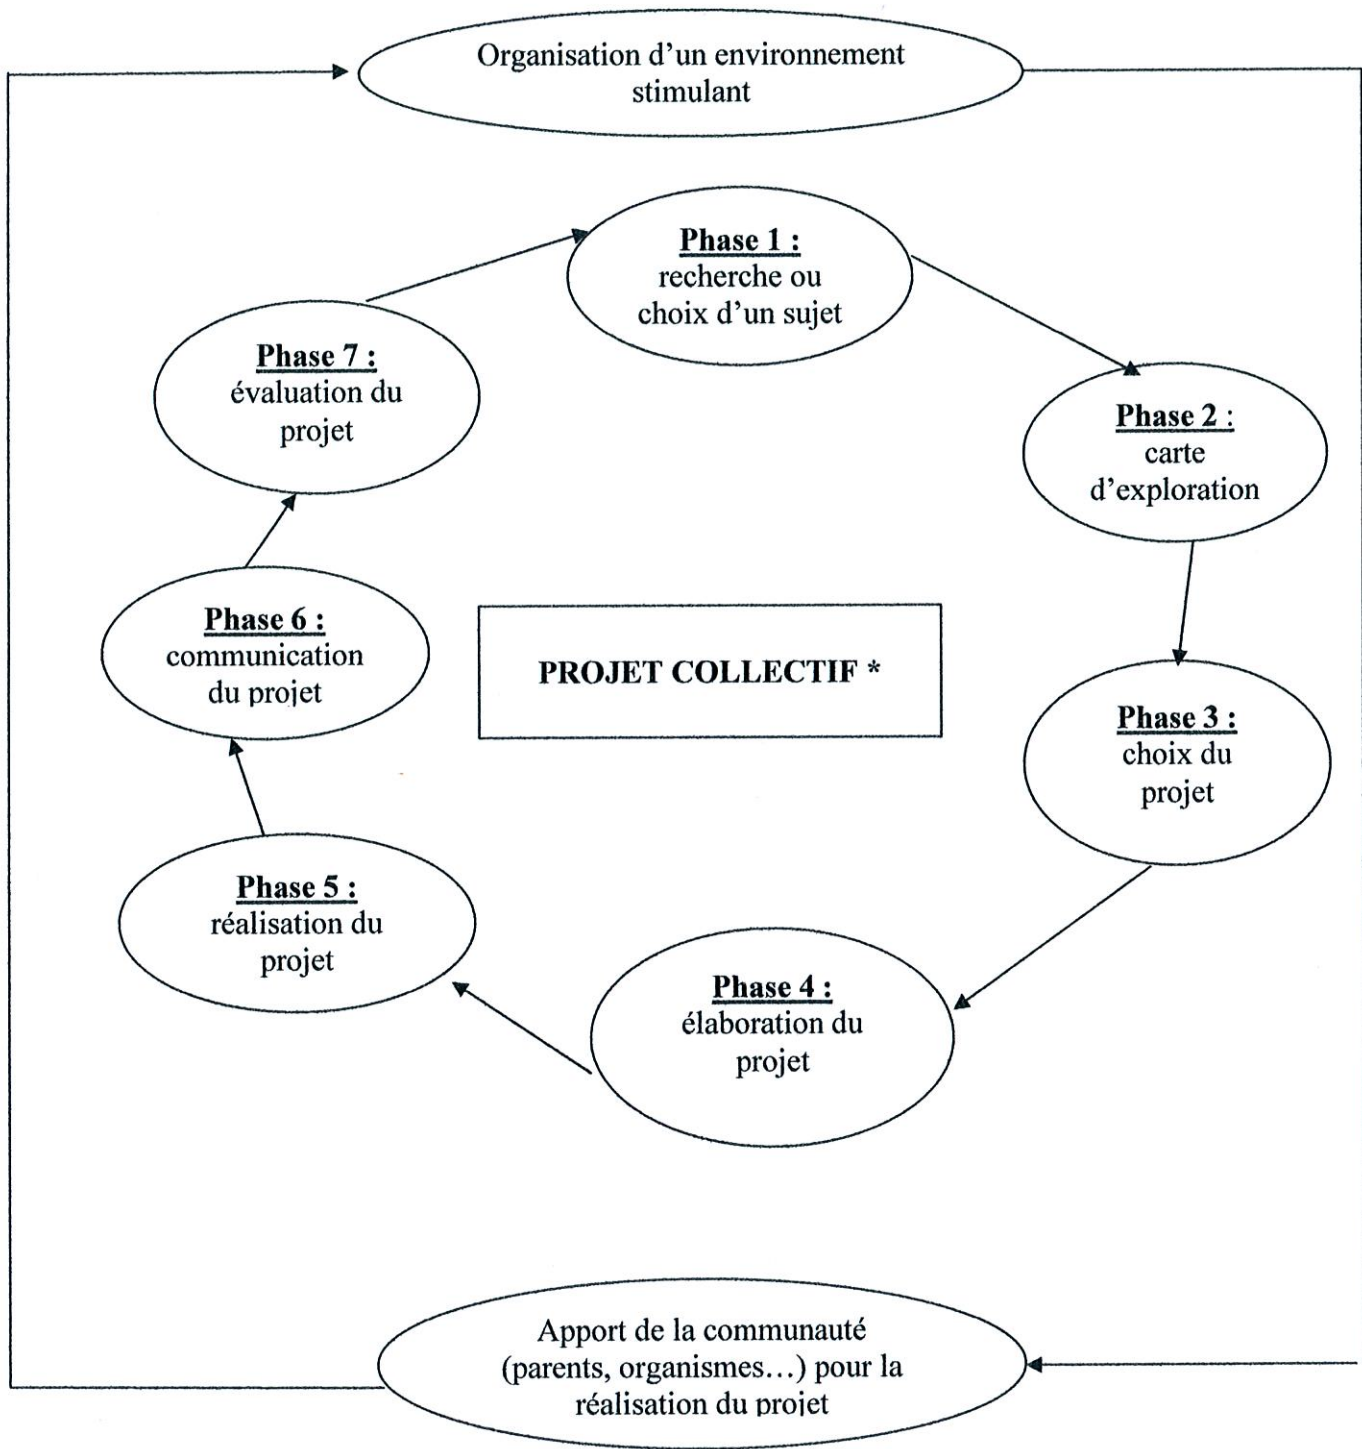 Organisation d’un environnement
stimulant
Phase 1 :
recherche ou
choix d’un sujet
Phase 2 :
carte
d’exploration
Phase 3 :
choix du
projet
Phase 4 :
élaboration du
projet
Phase 5 :
réalisation du
projet
Phase 6 :
communication
du projet
Phase 7 :
évaluation du
projet
PROJET COLLECTIF *
Apport de la communauté
(parents, organismes…) pour la
réalisation du projet